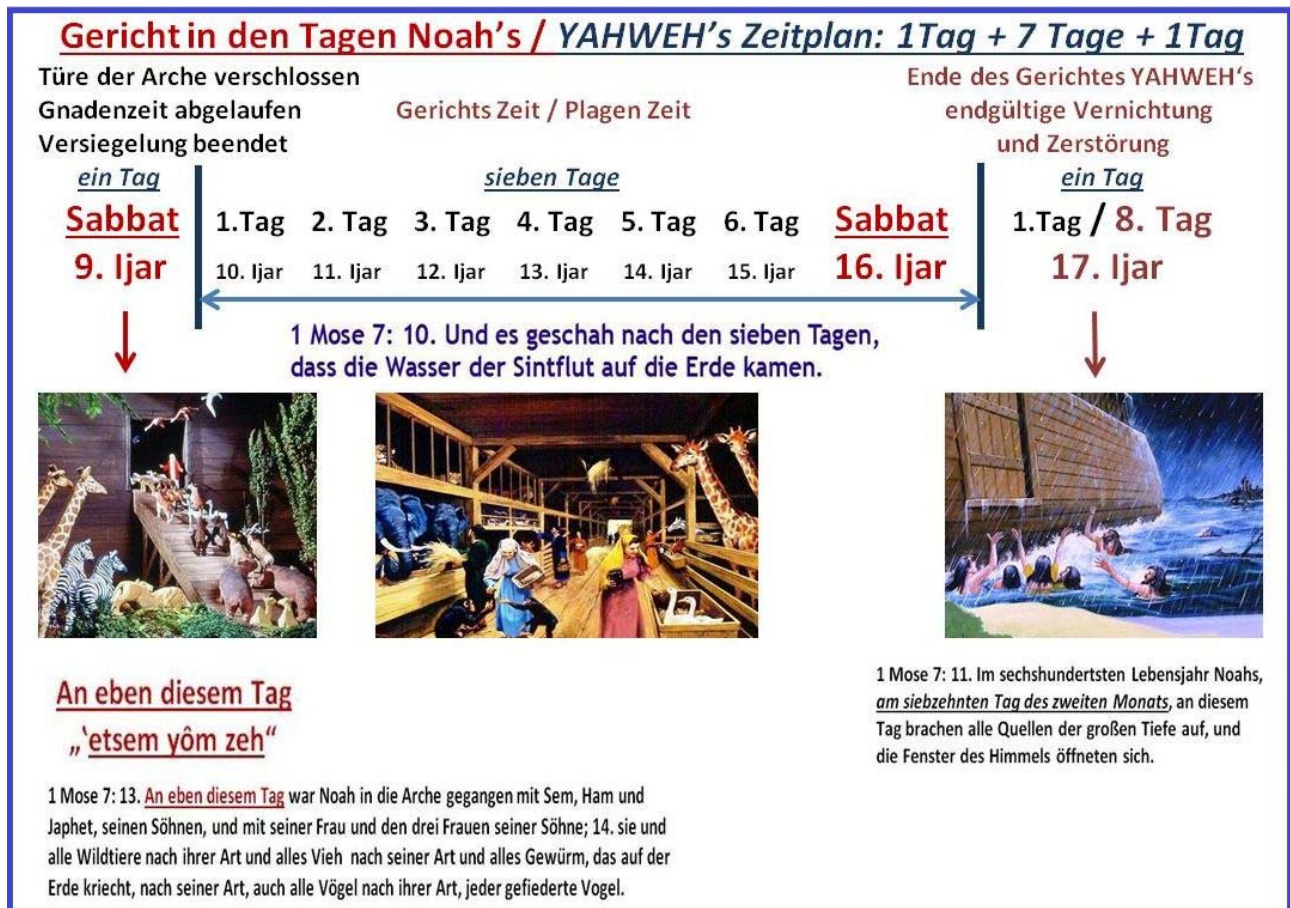 Gericht in den Tagen Noah's / YAHWEH's Zeitplan: 1Tag + 7 Tage + 1Tag
Türe der Arche verschlossen
Gnadenzeit abgelaufen
Versiegelung beendet
Gerichts Zeit / Plagen Zeit
Ende des Gerichtes YAHWEH‘s
endgültige Vernichtung
und Zerstörung
ein Tag
sieben Tage
ein Tag
Sabbat 1.Tag 2. Tag 3. Tag 4. Tag 5. Tag 6. Tag Sabbat 1.Tag / 8. Tag
9. Ijar 10. Ijar 11. Ijar 12. Ijar 13. Ijar 14. Ijar 15. Ijar 16. Ijar 17. Ijar
1 Mose 7: 10. Und es geschah nach den sieben Tagen,
dass die Wasser der Sintflut auf die Erde kamen.
An eben diesem Tag
„‛etsem yôm zeh“
1 Mose 7: 13. An eben diesem Tag war Noah in die Arche gegangen mit Sem, Ham und
Japhet, seinen Söhnen, und mit seiner Frau und den drei Frauen seiner Söhne; 14. sie und
alle Wildtiere nach ihrer Art und alles Vieh nach seiner Art und alles Gewürm, das auf der
Erde kriecht, nach seiner Art, auch alle Vögel nach ihrer Art, jeder gefiederte Vogel.
1 Mose 7: 11. Im sechshundertsten Lebensjahr Noahs,
am siebzehnten Tag des zweiten Monats, an diesem
Tag brachen alle Quellen der großen Tiefe auf, und
die Fenster des Himmels öffneten sich.